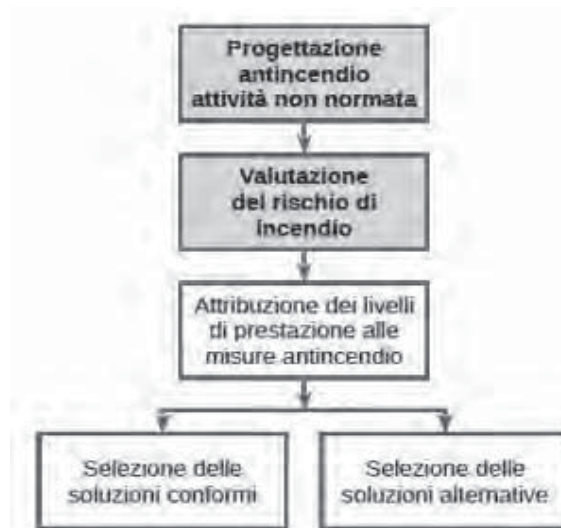 Progettazione
antincendio
attività non normata
Valutazione
del rischio di
incendio
Attribuzione dei livelli
di prestazione alle
misure antincendio
Selezione delle
soluzioni conformi
Selezione delle
soluzioni alternative